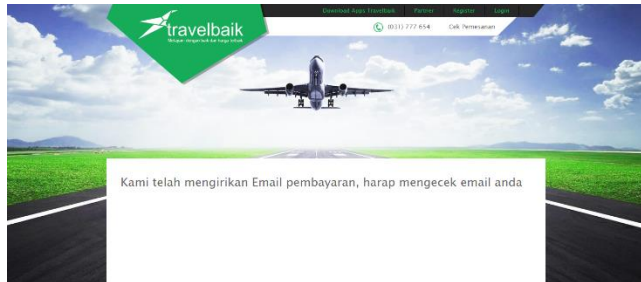 Download Apps Travelbaik Partner Register Login
travelbaik
(031) 777 654 Cek Pemesanan
Kami telah mengirikan Email pembayaran, harap mengecek email anda